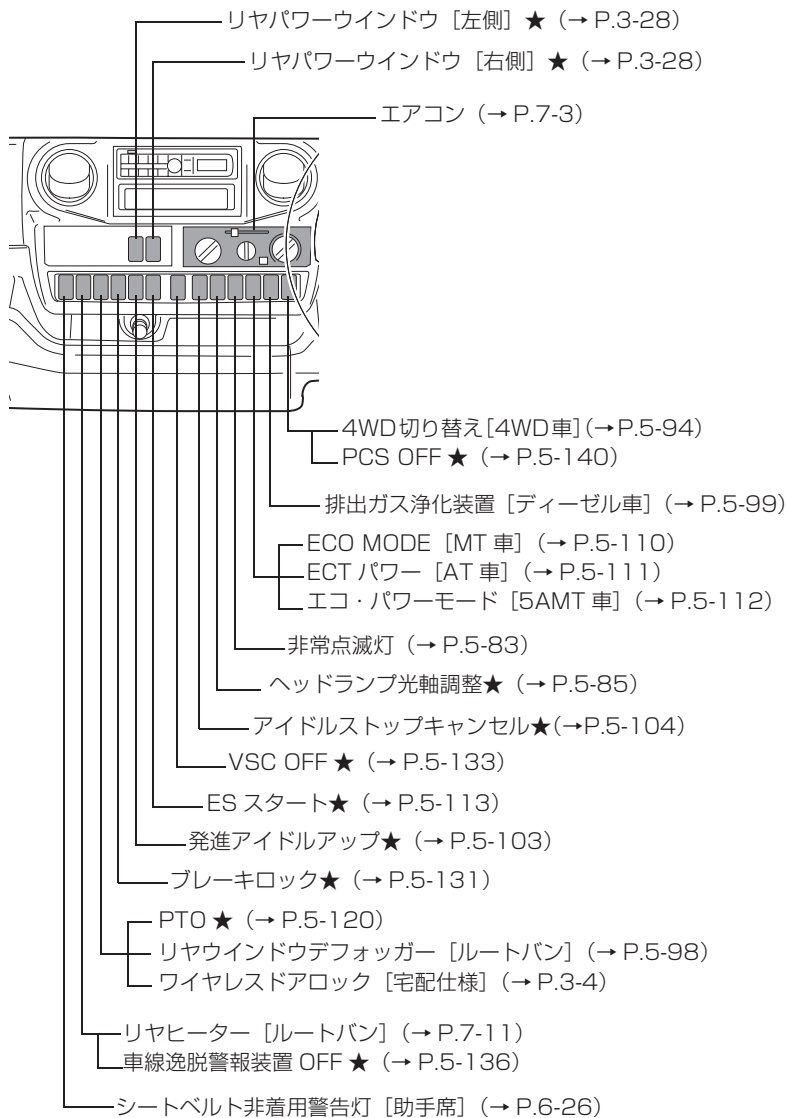 リヤパワーウインドウ［左側］★（→ P.3-28）
リヤパワーウインドウ［右側］★（→ P.3-28）
エアコン（→ P.7-3）
4WD切り替え［4WD車］（→P.5-94）
PCS OFF ★（→ P.5-140）
排出ガス浄化装置［ディーゼル車］（→ P.5-99）
ECO MODE［MT 車］（→ P.5-110）
ECT パワー［AT 車］（→ P.5-111）
エコ・パワーモード［5AMT 車］（→ P.5-112）
非常点滅灯（→ P.5-83）
ヘッドランプ光軸調整★（→ P.5-85）
アイドルストップキャンセル★（→P.5-104）
VSC OFF ★（→ P.5-133）
ES スタート★（→ P.5-113）
発進アイドルアップ★（→ P.5-103）
ブレーキロック★（→ P.5-131）
PTO ★（→ P.5-120）
リヤウインドウデフォッガー［ルートバン］（→ P.5-98）
ワイヤレスドアロック［宅配仕様］（→ P.3-4）
リヤヒーター［ルートバン］（→ P.7-11）
車線逸脱警報装置 OFF ★（→ P.5-136）
シートベルト非着用警告灯［助手席］（→ P.6-26）